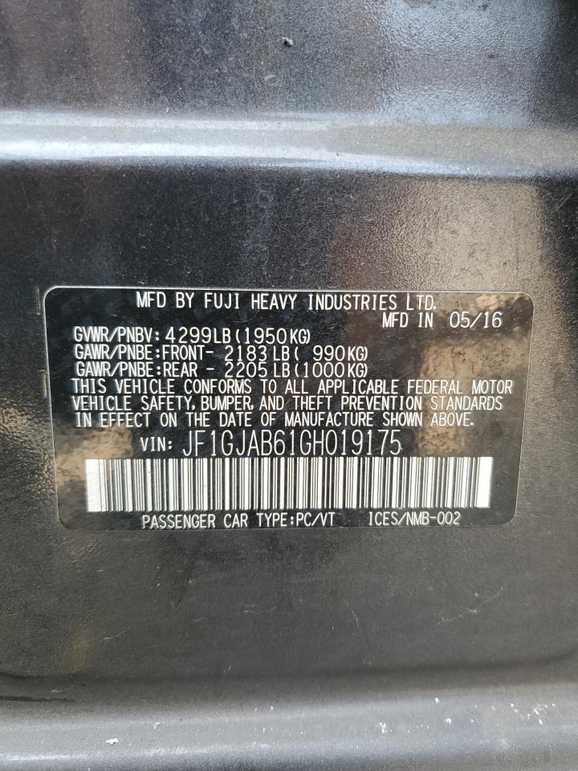 MFD BY FUJI HEAVY INDUSTRIES LTD.
MFD IN 05/16
GVWR/PNBV: 4299LB(1950KG)
GAWR/PNBE:FRONT- 2183LB( 990KG)
GAWR/PNBE:REAR - 2205LB(1000KG)
THIS VEHICLE CONFORMS TO ALL APPLICABLE FEDERAL MOTOR
VEHICLE SAFETY, BUMPER, AND THEFT PREVENTION STANDARDS
IN EFFECT ON THE DATE OF MANUFACTURE SHOWN ABOVE.
VIN: JF1GJAB61GH019175
PASSENGER CAR TYPE:PC/VT ICES/NMB-002